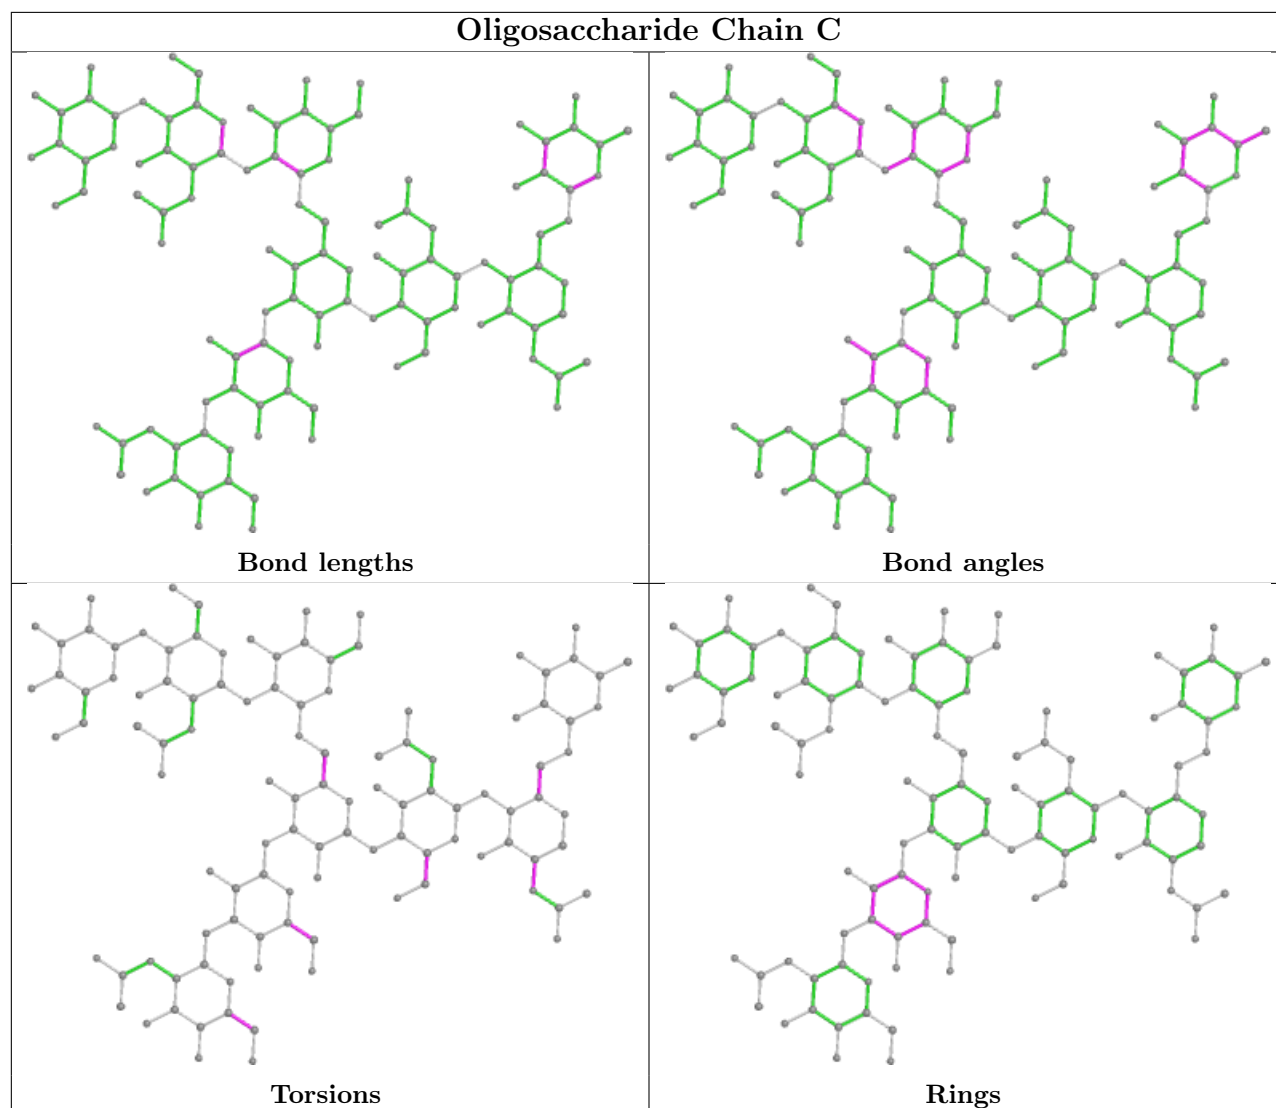 Oligosaccharide Chain C
Bond lengths
Bond angles
Torsions
Rings